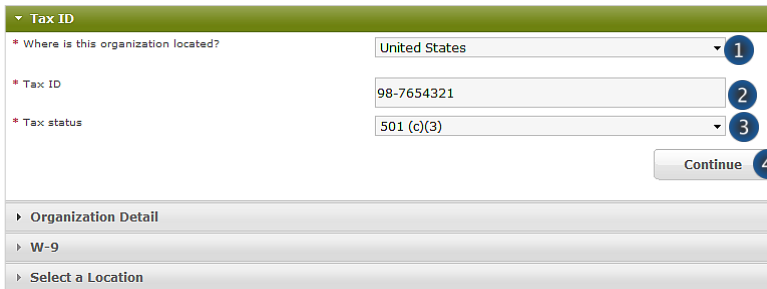 Tax ID
* Where is this organization located?
United States
1
* Tax ID
98-7654321
2
* Tax status
501 (c)(3)
3
Continue
4
Organization Detail
W-9
Select a Location